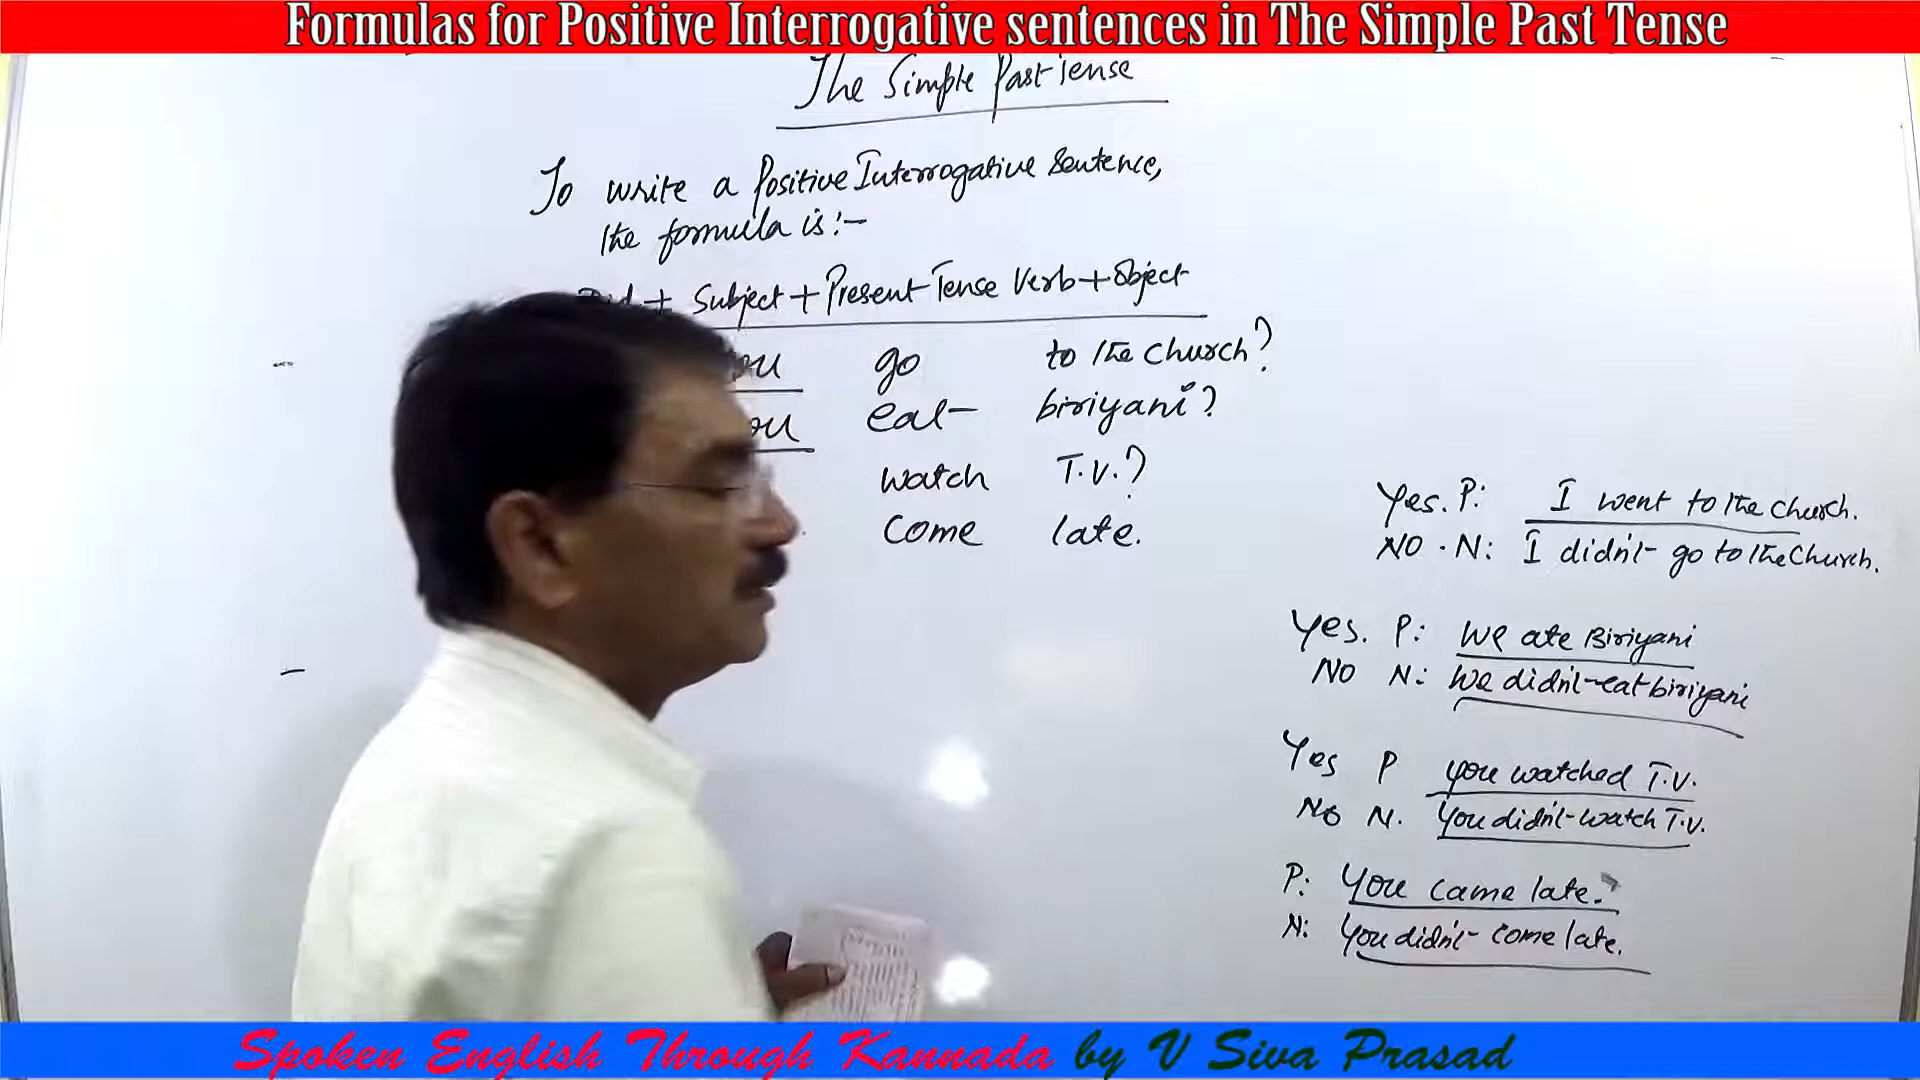 Formulas for Positive Interrogative sentences in The Simple Past Tense
The Simple Past Tense
To write a Positive Interrogative Sentence,
the formula is:-
+ Subject + Present Tense Verb + Object
go to the church?
eat biriyani?
watch T.V.?
come late.
Yes. P: I went to the church.
NO . N: I didn't go to the church.
Yes. P: We ate Biriyani
NO N: We didn't eat biriyani
Yes P you watched T.V.
No N. You didn't watch T.V.
P: You came late.
N: You didn't come late.
Spoken English Through Kannada by V Siva Prasad